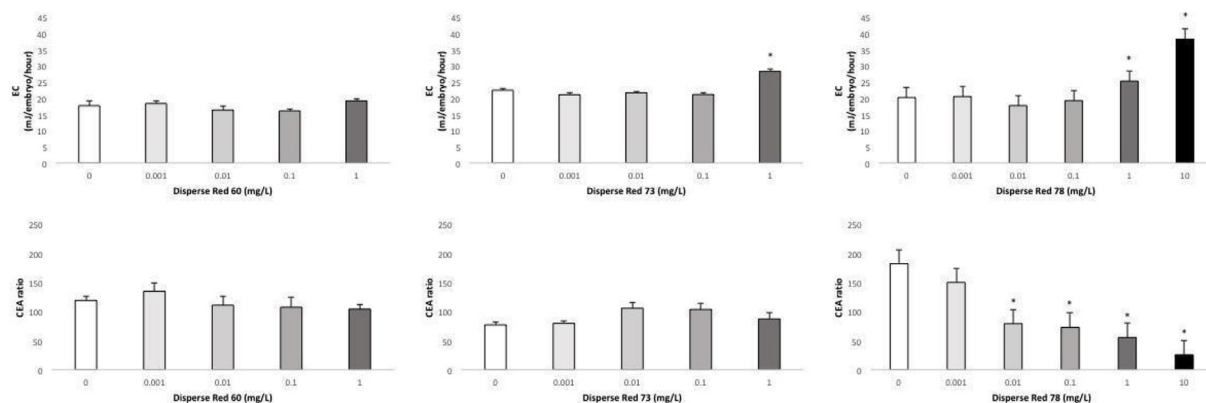 45
40
35
30
25
20
15
10
5
0
EC
(mJ/embryo/hour)
0 0.001 0.01 0.1 1
Disperse Red 60 (mg/L)
45
40
35
30
25
20
15
10
5
0
EC
(mJ/embryo/hour)
*
0 0.001 0.01 0.1 1
Disperse Red 73 (mg/L)
45
40
35
30
25
20
15
10
5
0
EC
(mJ/embryo/hour)
* *
0 0.001 0.01 0.1 1 10
Disperse Red 78 (mg/L)
250
200
150
100
50
0
CEA ratio
0 0.001 0.01 0.1 1
Disperse Red 60 (mg/L)
250
200
150
100
50
0
CEA ratio
0 0.001 0.01 0.1 1
Disperse Red 73 (mg/L)
250
200
150
100
50
0
CEA ratio
* * * *
0 0.001 0.01 0.1 1 10
Disperse Red 78 (mg/L)